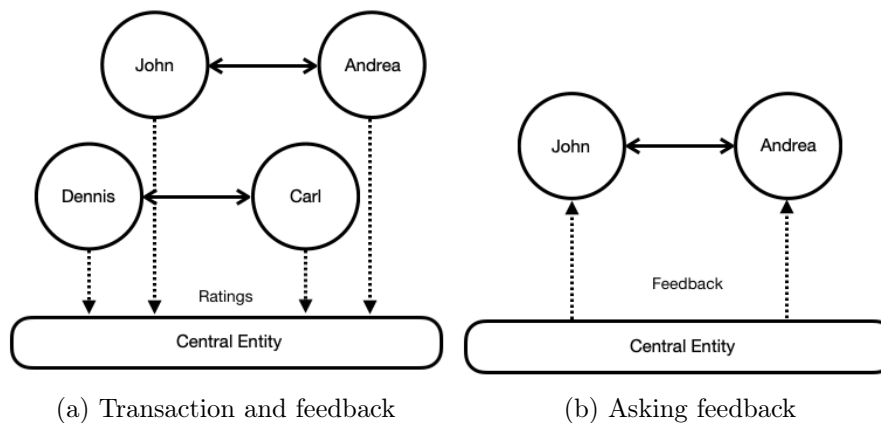 John
Andrea
Dennis
Carl
Ratings
Central Entity
(a) Transaction and feedback
John
Andrea
Feedback
Central Entity
(b) Asking feedback